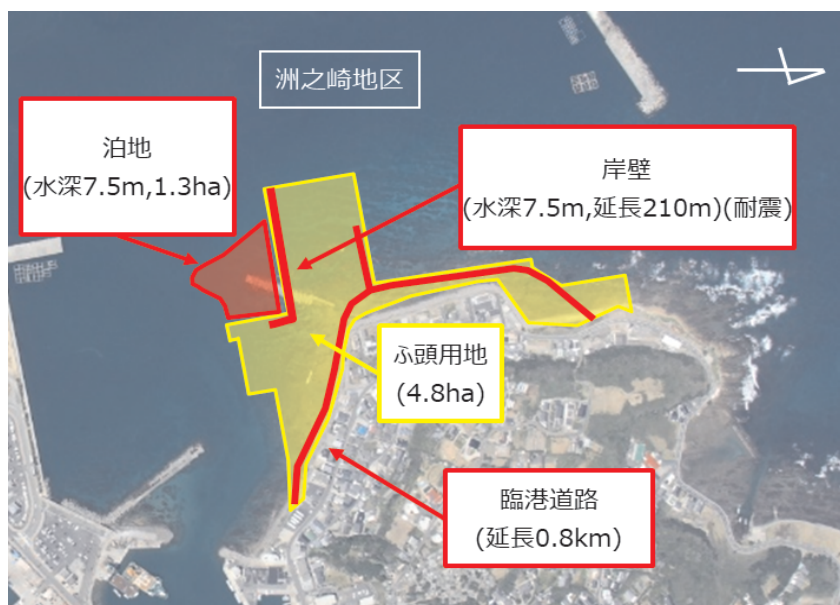 洲之崎地区
泊地
(水深7.5m,1.3ha)
岸壁
(水深7.5m,延長210m)(耐震)
ふ頭用地
(4.8ha)
臨港道路
(延長0.8km)